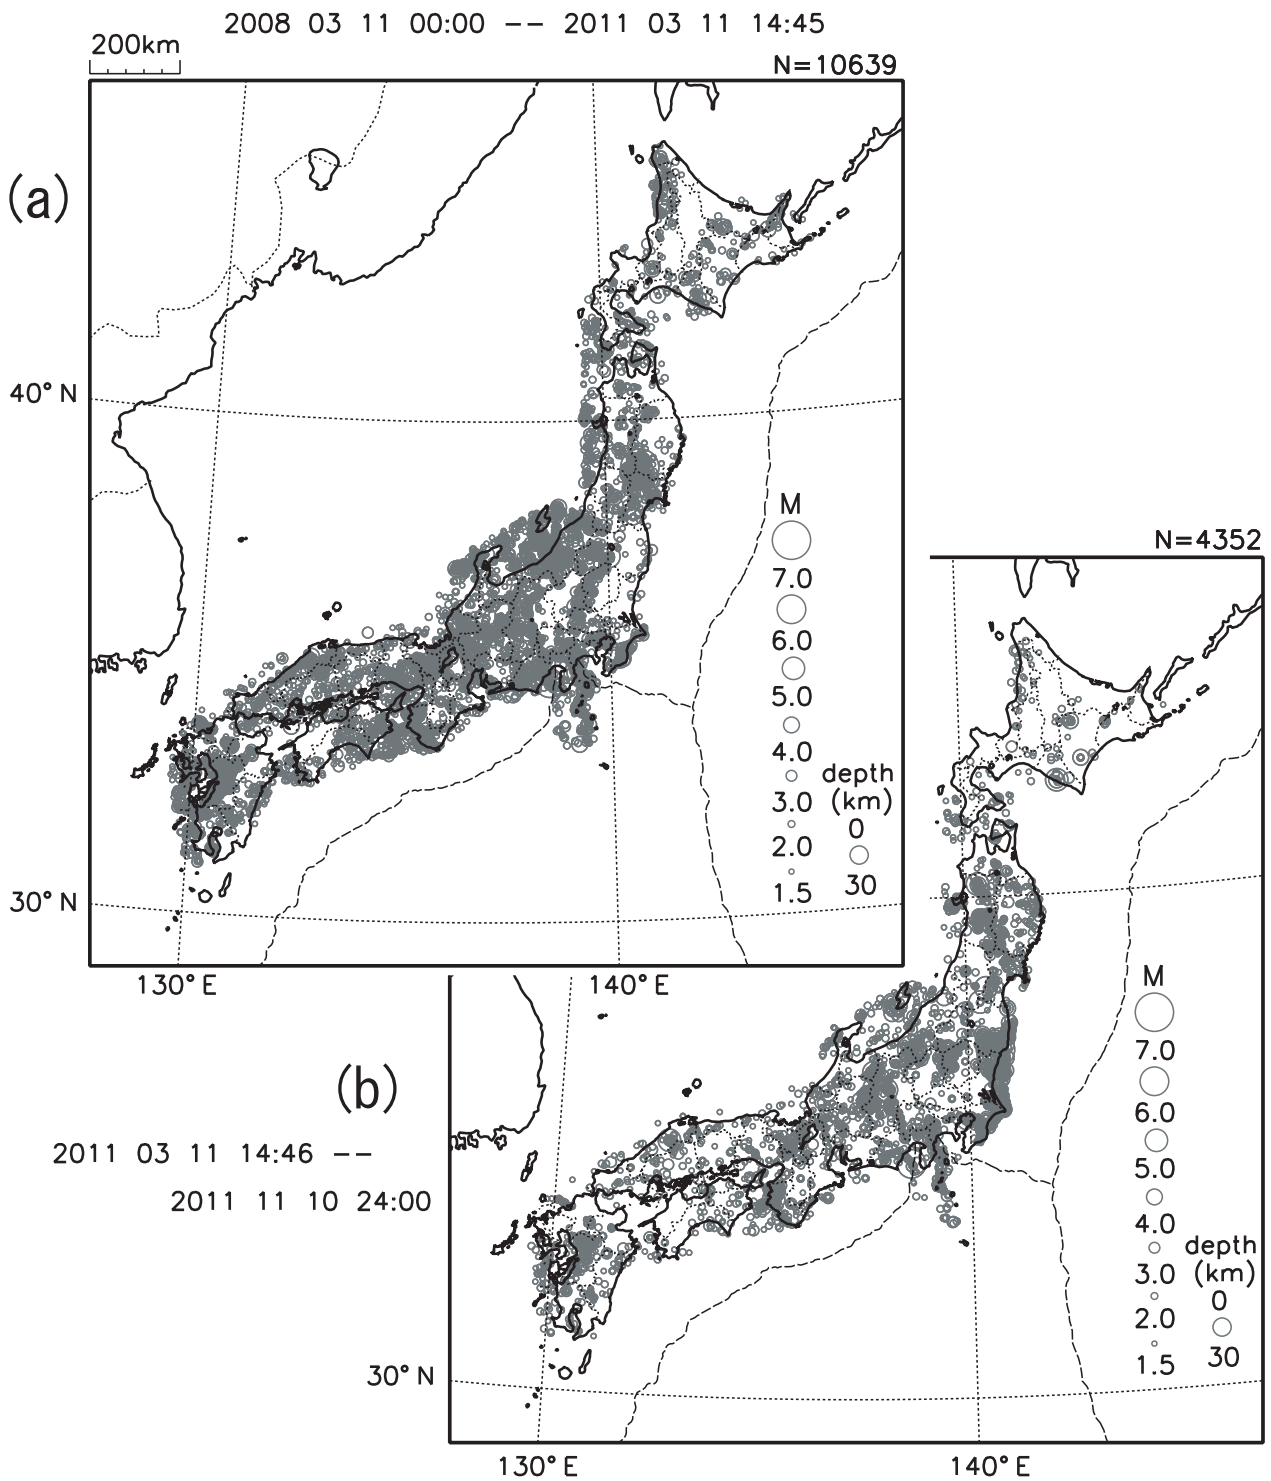 2008 03 11 00:00 -- 2011 03 11 14:45
200km
N=10639
(a)
40°N
30°N
130°E
140°E
M
7.0
6.0
5.0
4.0
3.0
2.0
1.5
depth
(km)
0
30
N=4352
(b)
2011 03 11 14:46 --
2011 11 10 24:00
30°N
130°E
140°E
M
7.0
6.0
5.0
4.0
3.0
2.0
1.5
depth
(km)
0
30